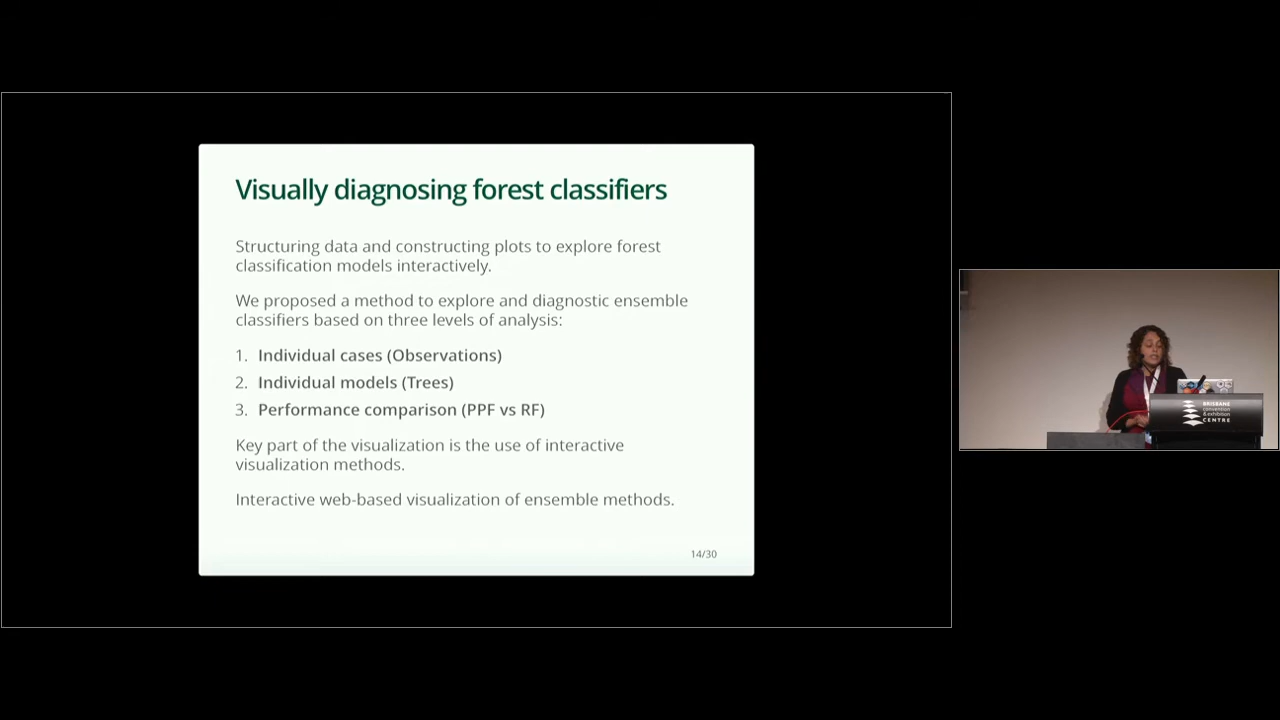 Visually diagnosing forest classifiers
Structuring data and constructing plots to explore forest
classification models interactively.
We proposed a method to explore and diagnostic ensemble
classifiers based on three levels of analysis:
1. Individual cases (Observations)
2. Individual models (Trees)
3. Performance comparison (PPF vs RF)
Key part of the visualization is the use of interactive
visualization methods.
Interactive web-based visualization of ensemble methods.
14/30
BRISBANE
convention
& exhibition
CENTRE